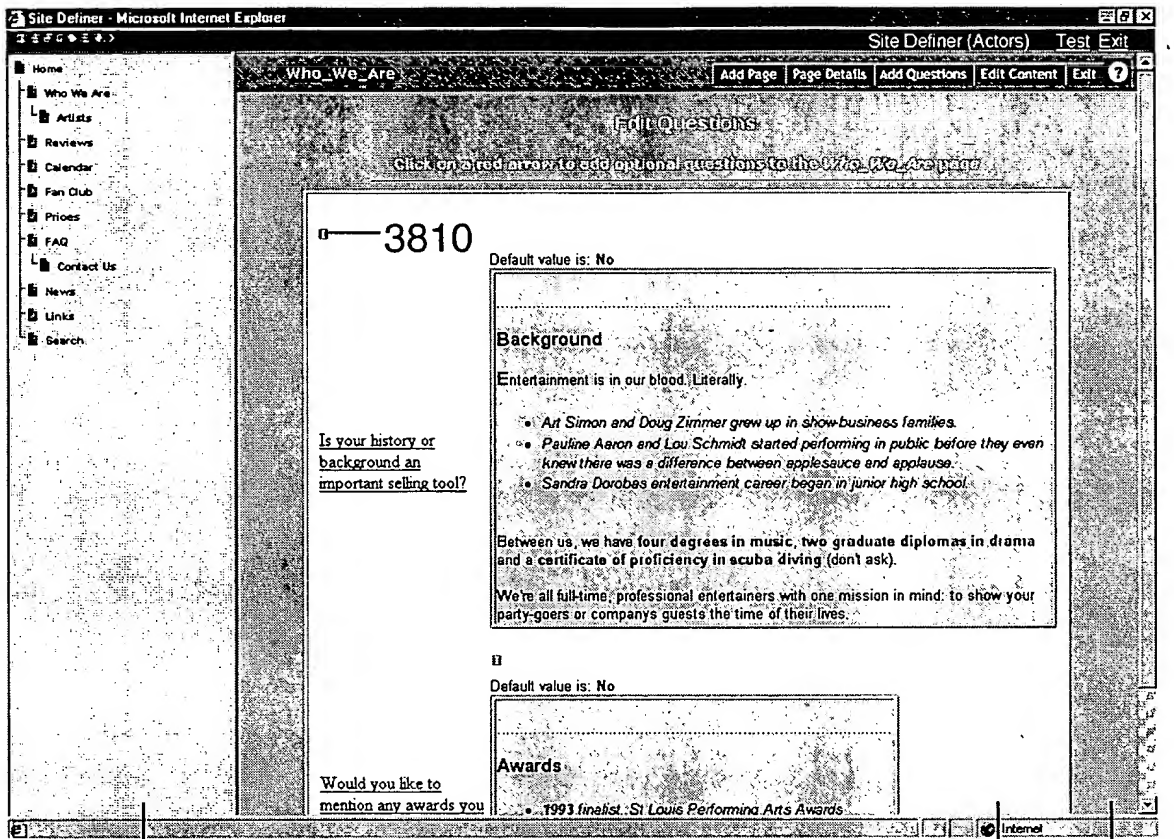 Site Definer - Microsoft Internet Explorer
Site Definer (Actors) Test Exit
Home
Who We Are
Artists
Reviews
Calendar
Fan Club
Prices
FAQ
Contact Us
News
Links
Search
Who_We_Are
Add Page Page Details Add Questions Edit Content Exit ?
Edit Questions
Click on a red arrow to add optional questions to the Who_We_Are page
3810
Default value is: No
Background
Entertainment is in our blood. Literally.
• Art Simon and Doug Zimmer grew up in show-business families.
• Pauline Aaron and Lou Schmidt started performing in public before they even
knew there was a difference between applesauce and applause.
• Sandra Dorobas entertainment career began in junior high school.
Is your history or
background an
important selling tool?
Between us, we have four degrees in music, two graduate diplomas in drama
and a certificate of proficiency in scuba diving (don't ask).
We're all full-time, professional entertainers with one mission in mind: to show your
party-goers or companys guests the time of their lives.
Default value is: No
Awards
Would you like to
mention any awards you
• 1993 finalist: St Louis Performing Arts Awards
Internet